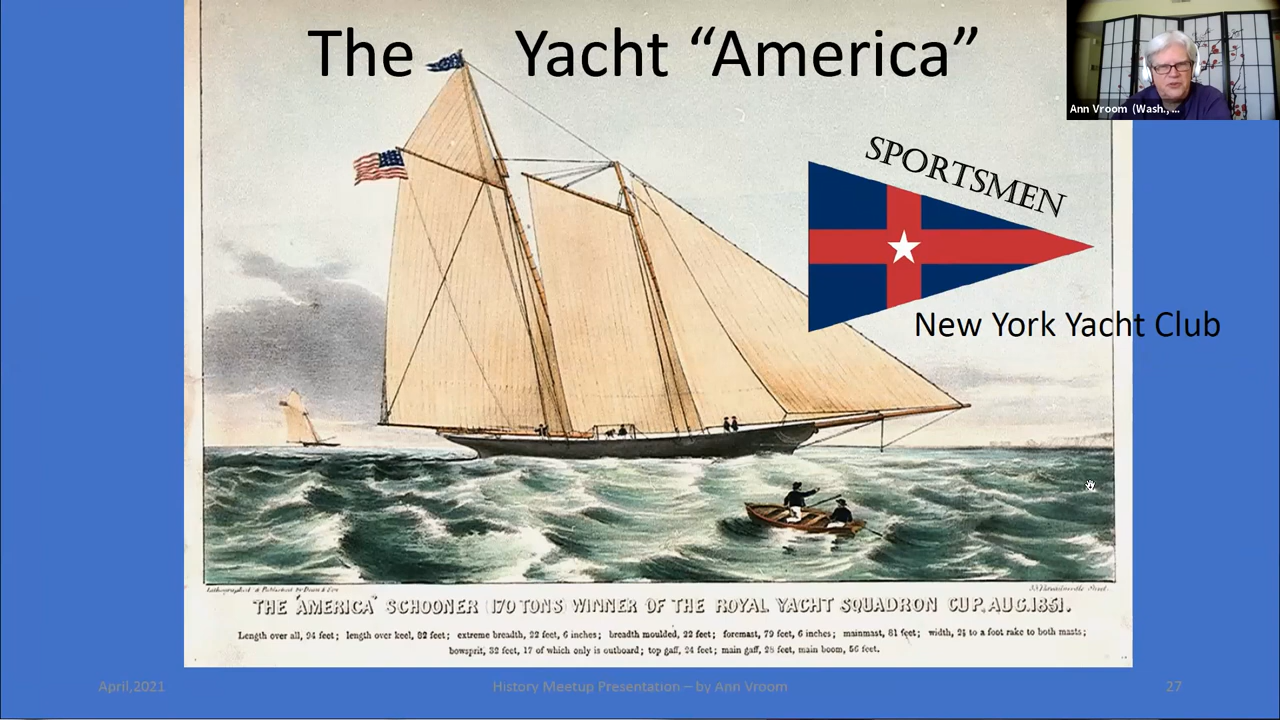 The Yacht “America”
Ann Vroom (Wash., ...
SPORTSMEN
New York Yacht Club
Lithographed & Published by
THE "AMERICA" SCHOONER (170 TONS) WINNER OF THE ROYAL YACHT SQUADRON CUP, AUG. 1851.
Length over all, 94 feet; length over keel, 82 feet; extreme breadth, 22 feet, 6 inches; breadth moulded, 22 feet; foremast, 79 feet, 6 inches; mainmast, 81 feet; width, to a foot rake to both masts;
bowsprit, 32 feet, 17 of which only is outboard; top gaff, 24 feet; main gaff, 28 feet, main boom, 56 feet.
April,2021
History Meetup Presentation – by Ann Vroom
27